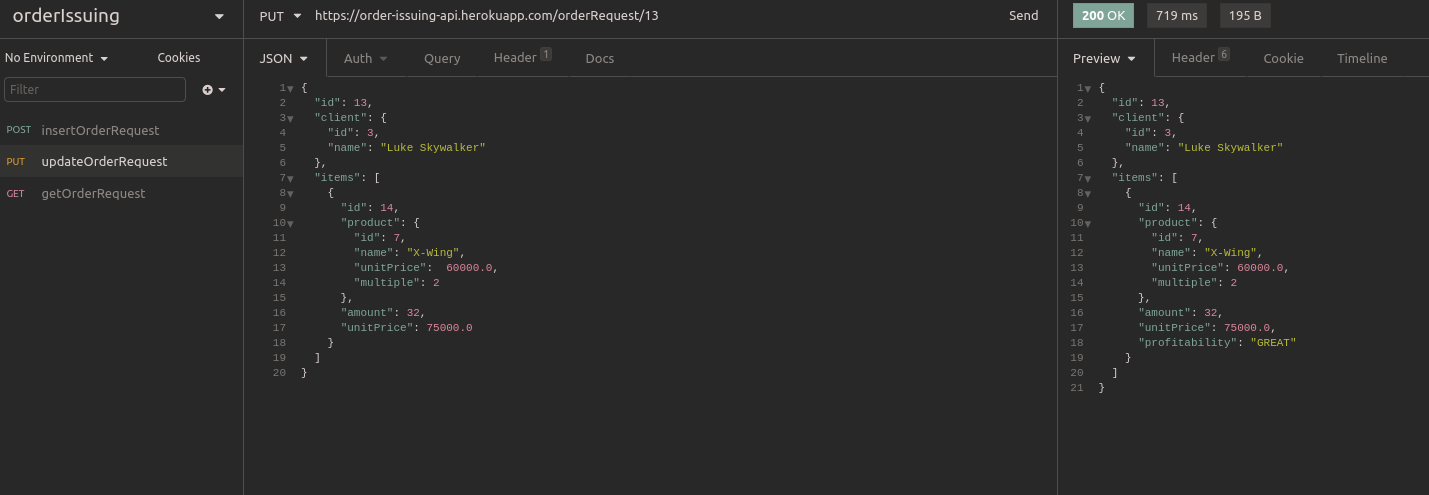 orderIssuing
No Environment
Cookies
Filter
POST insertOrderRequest
PUT updateOrderRequest
GET getOrderRequest
PUT https://order-issuing-api.herokuapp.com/orderRequest/13 Send
JSON Auth Query Header 1 Docs
1 {
2 "id": 13,
3 "client": {
4 "id": 3,
5 "name": "Luke Skywalker"
6 },
7 "items": [
8 {
9 "id": 14,
10 "product": {
11 "id": 7,
12 "name": "X-Wing",
13 "unitPrice":  60000.0,
14 "multiple": 2
15 },
16 "amount": 32,
17 "unitPrice": 75000.0
18 }
19 ]
20 }
200 OK 719 ms 195 B
Preview Header 6 Cookie Timeline
1 {
2 "id": 13,
3 "client": {
4 "id": 3,
5 "name": "Luke Skywalker"
6 },
7 "items": [
8 {
9 "id": 14,
10 "product": {
11 "id": 7,
12 "name": "X-Wing",
13 "unitPrice": 60000.0,
14 "multiple": 2
15 },
16 "amount": 32,
17 "unitPrice": 75000.0,
18 "profitability": "GREAT"
19 }
20 ]
21 }